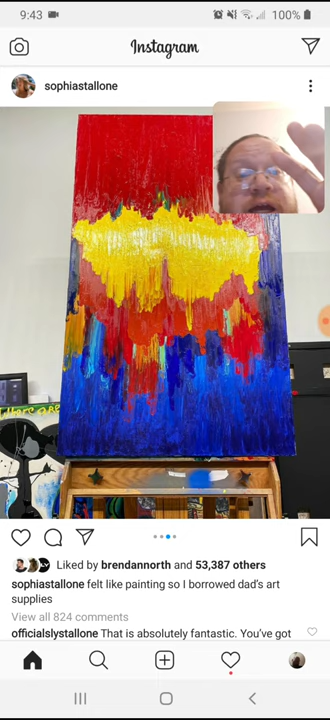 9:43
100%
Instagram
sophiastallone
Liked by brendannorth and 53,387 others
sophiastallone felt like painting so I borrowed dad's art
supplies
View all 824 comments
officialslystallone That is absolutely fantastic. You've got